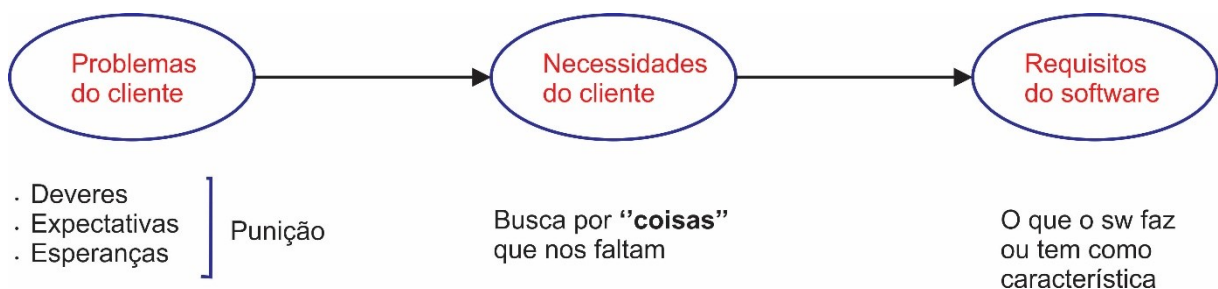 Problemas
do cliente
Necessidades
do cliente
Requisitos
do software
. Deveres
. Expectativas
. Esperanças
Punição
Busca por ‘’coisas’’
que nos faltam
O que o sw faz
ou tem como
característica